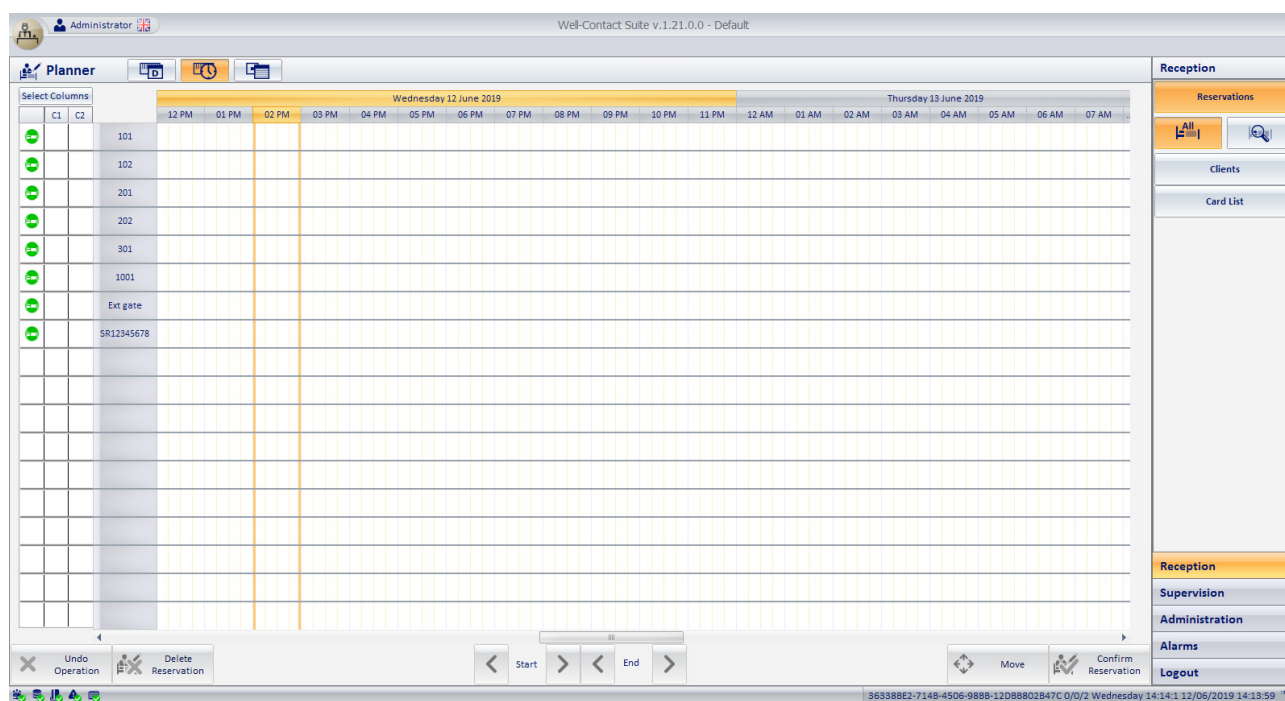 Administrator
Well-Contact Suite v.1.21.0.0 - Default
Planner
D
Reception
Select Columns
Wednesday 12 June 2019
Thursday 13 June 2019
Reservations
C1 C2
12 PM 01 PM 02 PM 03 PM 04 PM 05 PM 06 PM 07 PM 08 PM 09 PM 10 PM 11 PM 12 AM 01 AM 02 AM 03 AM 04 AM 05 AM 06 AM 07 AM ..
All
101
102
201
202
301
1001
Ext gate
SR12345678
Clients
Card List
Reception
Supervision
Administration
Alarms
Logout
Undo
Operation
Delete
Reservation
Start
End
Move
Confirm
Reservation
36338BE2-714B-4506-98BB-12DBB802B47C 0/0/2 Wednesday 14:14:1 12/06/2019 14:13:59